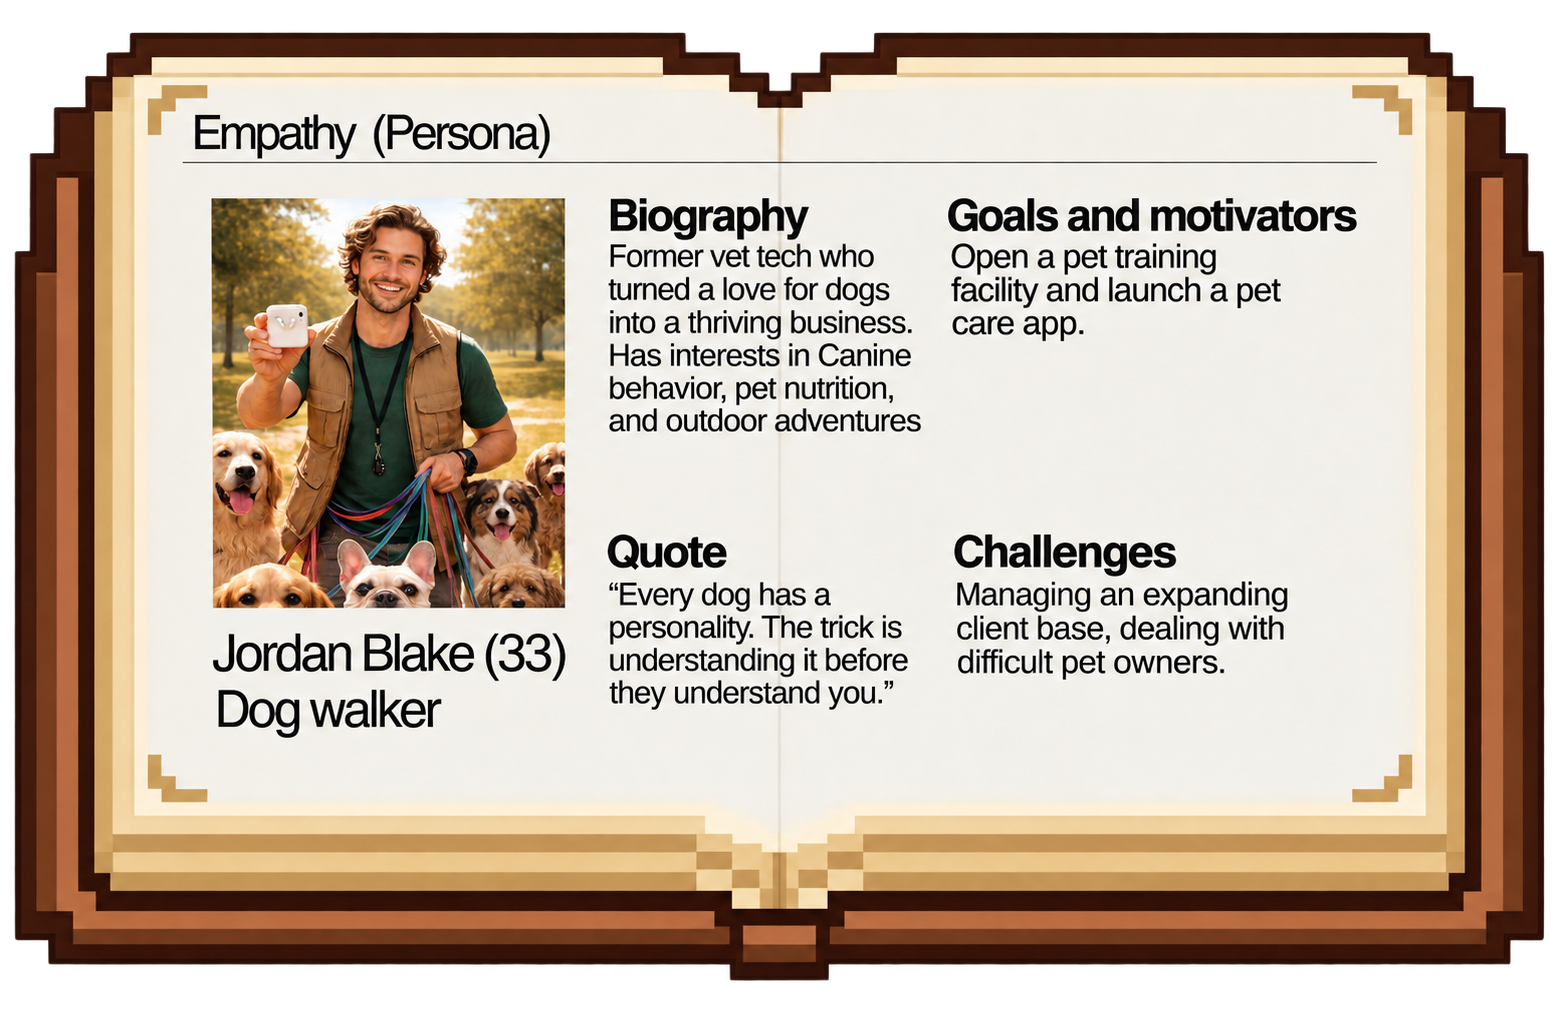 Empathy (Persona)
Jordan Blake (33)
Dog walker
Biography
Former vet tech who
turned a love for dogs
into a thriving business.
Has interests in Canine
behavior, pet nutrition,
and outdoor adventures
Quote
“Every dog has a
personality. The trick is
understanding it before
they understand you.”
Goals and motivators
Open a pet training
facility and launch a pet
care app.
Challenges
Managing an expanding
client base, dealing with
difficult pet owners.